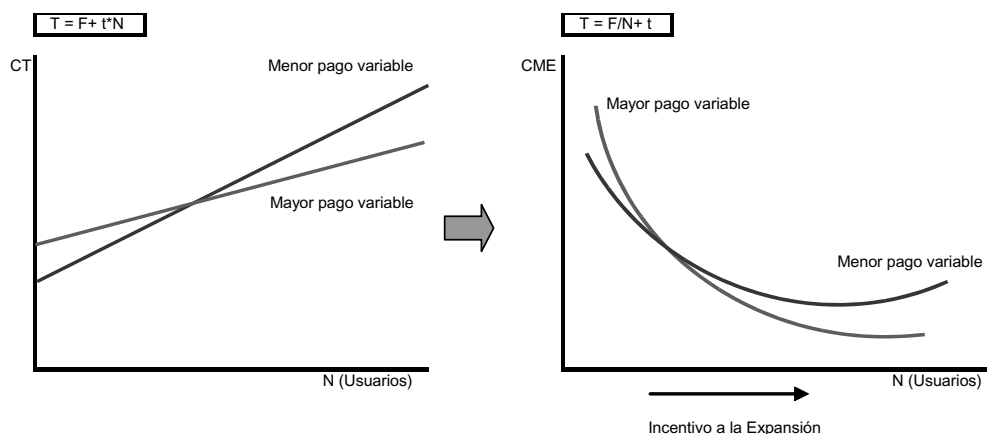 T = F+ t*N
CT
Menor pago variable
Mayor pago variable
N (Usuarios)
T = F/N+ t
CME
Mayor pago variable
Menor pago variable
N (Usuarios)
Incentivo a la Expansión